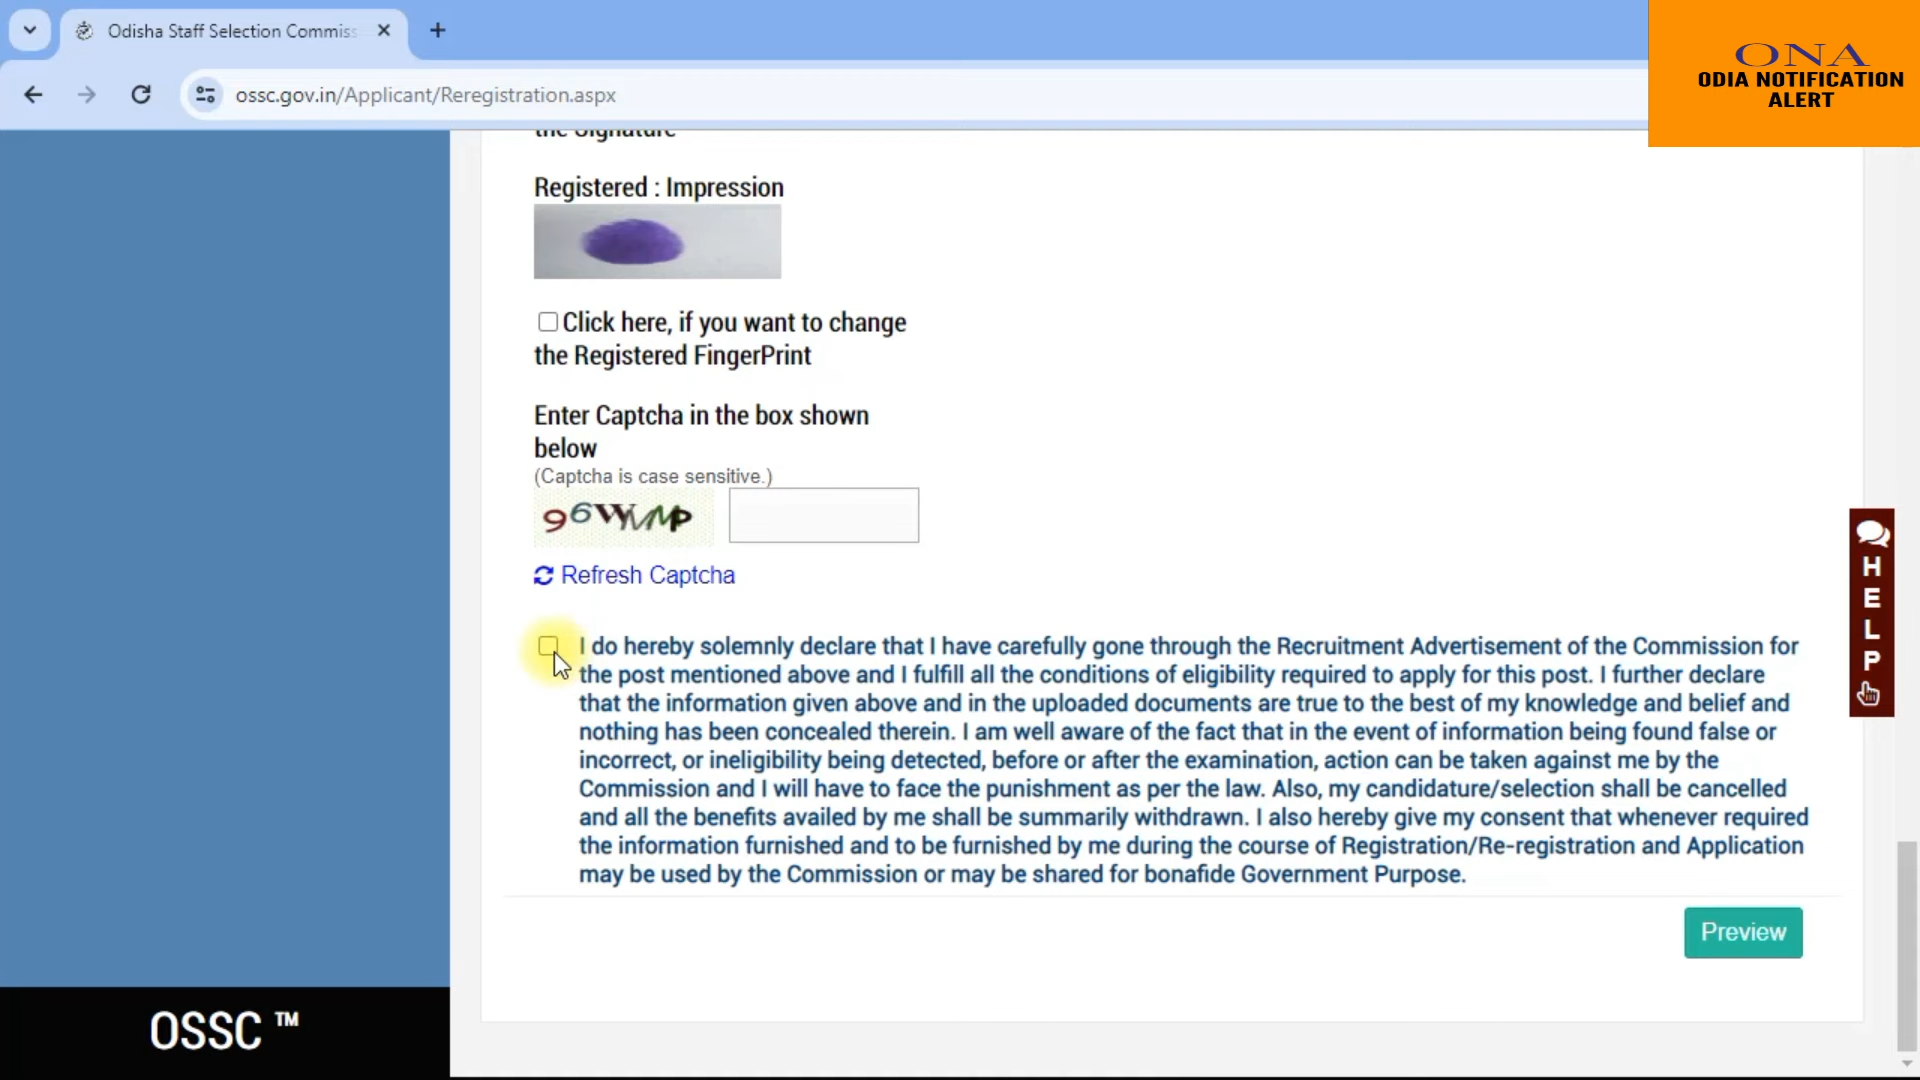 Odisha Staff Selection Commiss
ONA
ODIA NOTIFICATION
ALERT
ossc.gov.in/Applicant/Reregistration.aspx
the Signature
Registered : Impression
Click here, if you want to change
the Registered FingerPrint
Enter Captcha in the box shown
below
(Captcha is case sensitive.)
Refresh Captcha
HELP
I do hereby solemnly declare that I have carefully gone through the Recruitment Advertisement of the Commission for
the post mentioned above and I fulfill all the conditions of eligibility required to apply for this post. I further declare
that the information given above and in the uploaded documents are true to the best of my knowledge and belief and
nothing has been concealed therein. I am well aware of the fact that in the event of information being found false or
incorrect, or ineligibility being detected, before or after the examination, action can be taken against me by the
Commission and I will have to face the punishment as per the law. Also, my candidature/selection shall be cancelled
and all the benefits availed by me shall be summarily withdrawn. I also hereby give my consent that whenever required
the information furnished and to be furnished by me during the course of Registration/Re-registration and Application
may be used by the Commission or may be shared for bonafide Government Purpose.
Preview
OSSC ™